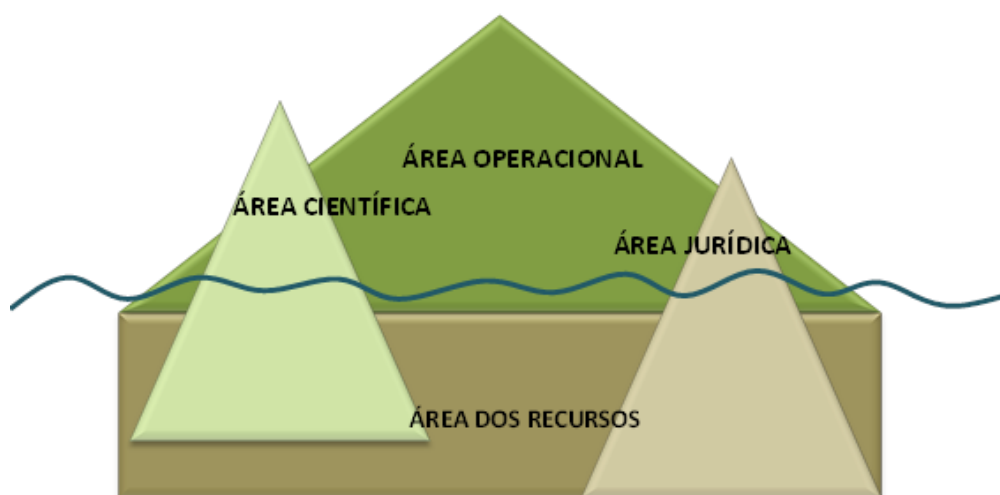 ÁREA OPERACIONAL
ÁREA CIENTÍFICA
ÁREA JURÍDICA
ÁREA DOS RECURSOS